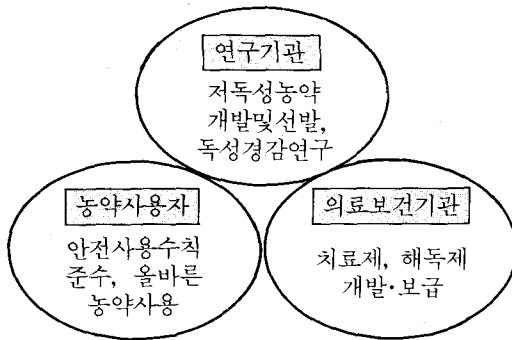 연구기관
저독성농약
개발및선발,
독성경감연구
농약사용자
안전사용수칙
준수, 올바른
농약사용
의료보건기관
치료제, 해독제
개발·보급